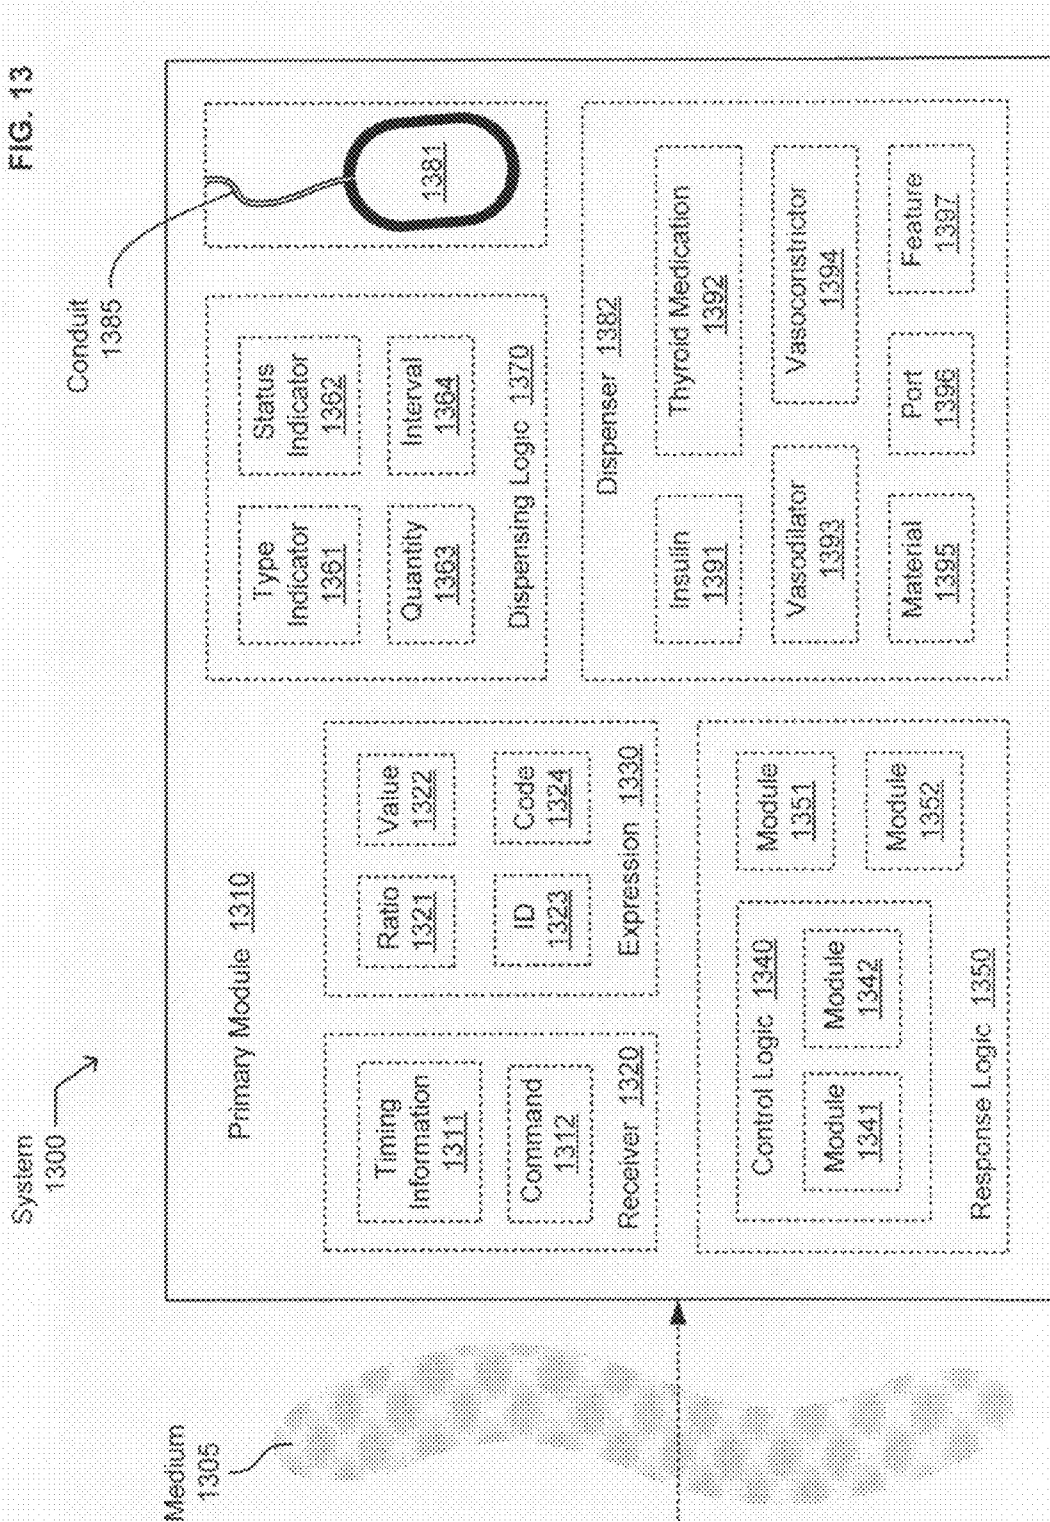 FIG. 13
System
1300
Conduit
1385
Medium
1305
Primary Module 1310
Timing
Information
1311
Command
1312
Receiver 1320
Ratio
1321
Value
1322
ID
1323
Code
1324
Expression 1330
Control Logic 1340
Module
1341
Module
1342
Module
1351
Module
1352
Response Logic 1350
Type
Indicator
1361
Status
Indicator
1362
Quantity
1363
Interval
1364
Dispensing Logic 1370
1381
Dispenser 1382
Insulin
1391
Thyroid Medication
1392
Vasodilator
1393
Vasoconstrictor
1394
Material
1395
Port
1396
Feature
1397